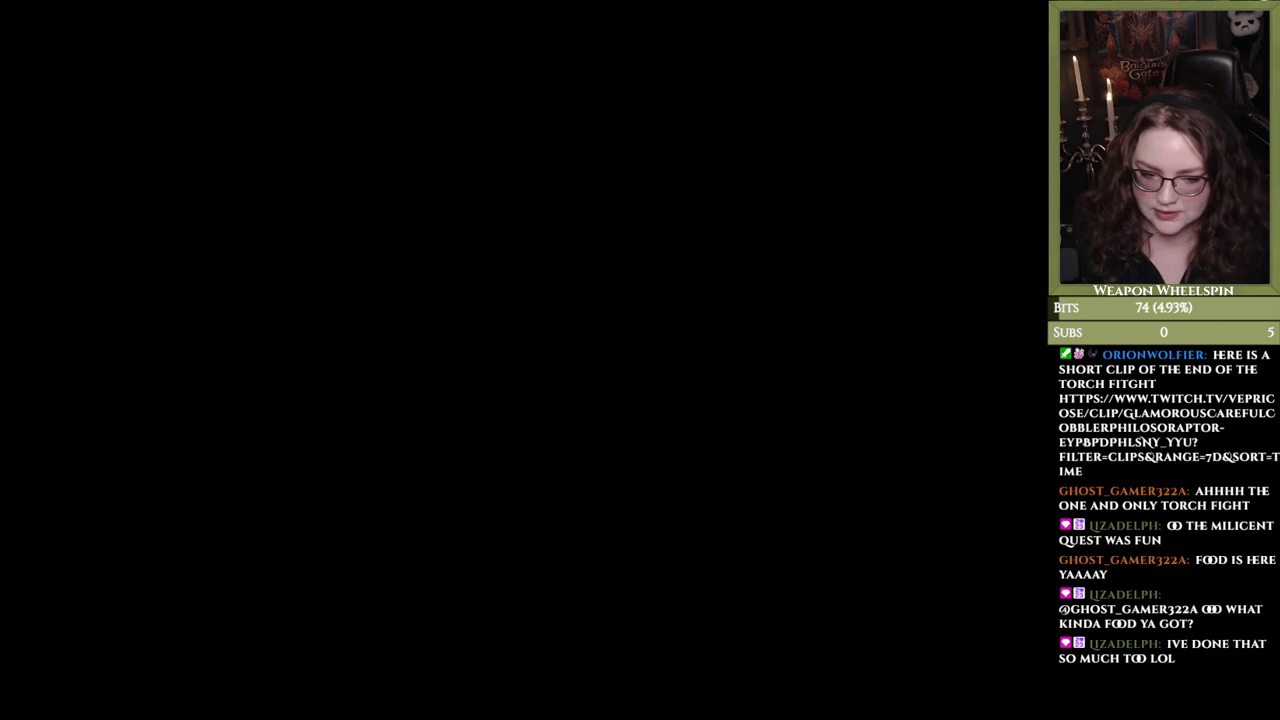 Baldur's
Gate
Weapon Wheelspin
Bits 74 (4.93%)
Subs 0 5
ORIONWOLFIER: HERE IS A
SHORT CLIP OF THE END OF THE
TORCH FITGHT
HTTPS://WWW.TWITCH.TV/VEPRIC
OSE/CLIP/GLAMOROUSCAREFULC
OBBLERPHILOSORAPTOR-
EYPBPDPHLSNY_YYU?
FILTER=CLIPS&RANGE=7D&SORT=T
IME
GHOST_GAMER322A: AHHHH THE
ONE AND ONLY TORCH FIGHT
LIZADELPH: OO THE MILICENT
QUEST WAS FUN
GHOST_GAMER322A: FOOD IS HERE
YAAAAY
LIZADELPH:
@GHOST_GAMER322A OOO WHAT
KINDA FOOD YA GOT?
LIZADELPH: IVE DONE THAT
SO MUCH TOO LOL